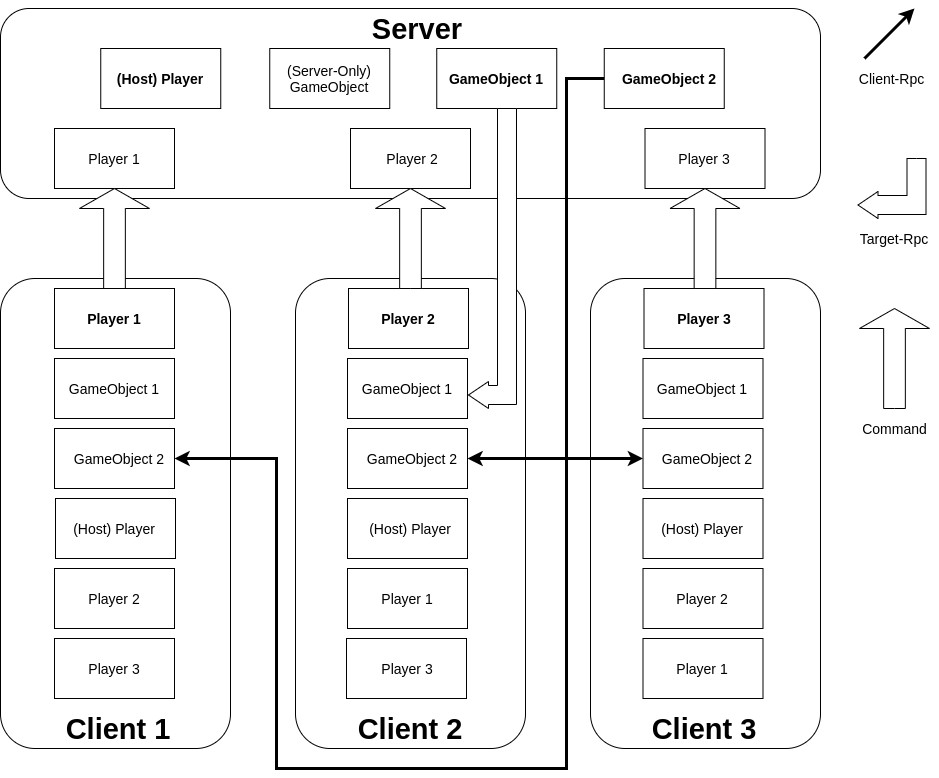 Server
(Host) Player
(Server-Only)
GameObject
GameObject 1
GameObject 2
Player 1
Player 2
Player 3
Client-Rpc
Target-Rpc
Command
Player 1
GameObject 1
GameObject 2
(Host) Player
Player 2
Player 3
Client 1
Player 2
GameObject 1
GameObject 2
(Host) Player
Player 1
Player 3
Client 2
Player 3
GameObject 1
GameObject 2
(Host) Player
Player 2
Player 1
Client 3